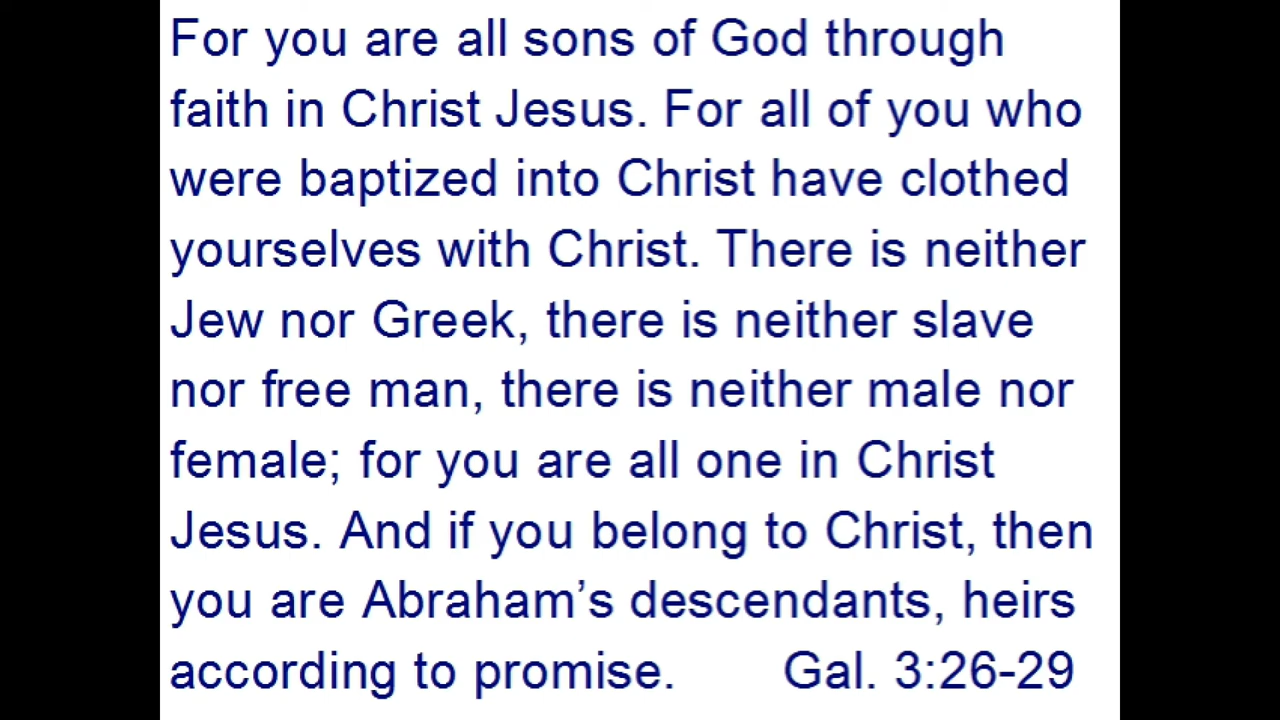 For you are all sons of God through
faith in Christ Jesus. For all of you who
were baptized into Christ have clothed
yourselves with Christ. There is neither
Jew nor Greek, there is neither slave
nor free man, there is neither male nor
female; for you are all one in Christ
Jesus. And if you belong to Christ, then
you are Abraham’s descendants, heirs
according to promise. Gal. 3:26-29